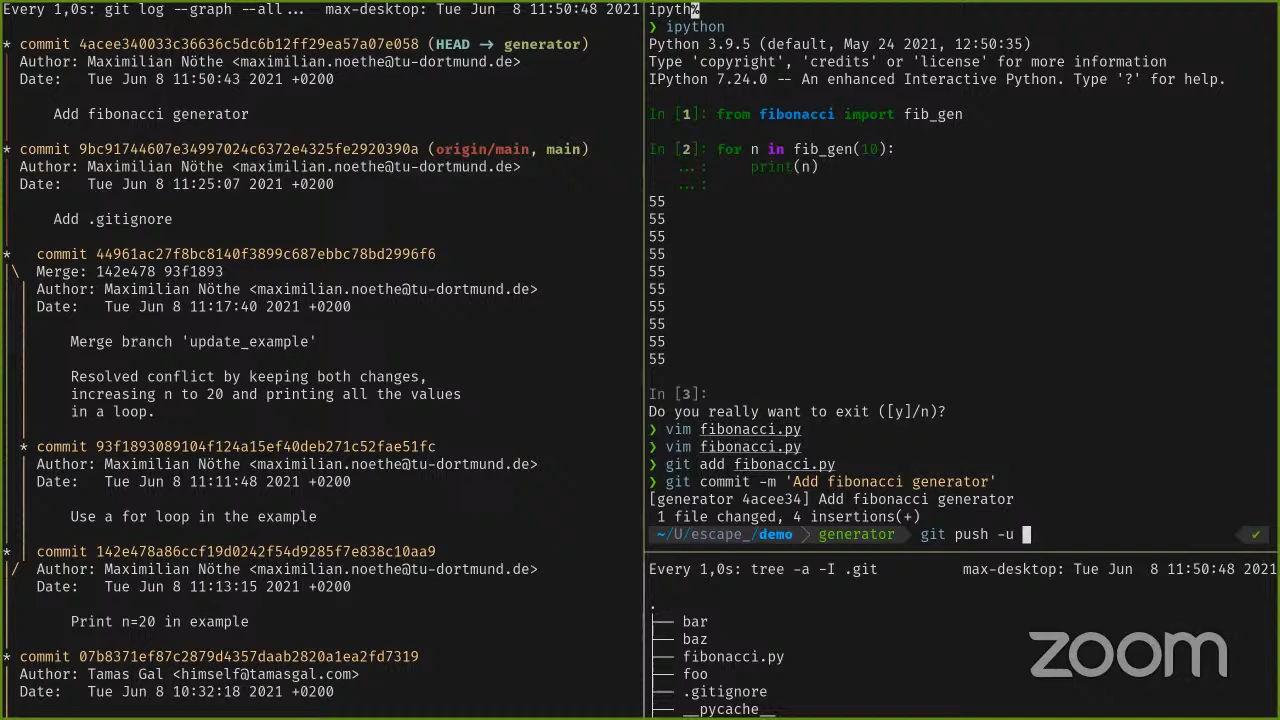 Every 1,0s: git log --graph --all... max-desktop: Tue Jun 8 11:50:48 2021
* commit 4acee340033c36636c5dc6b12ff29ea57a07e058 (HEAD -> generator)
| Author: Maximilian Nöthe <maximilian.noethe@tu-dortmund.de>
| Date: Tue Jun 8 11:50:43 2021 +0200
| Add fibonacci generator
* commit 9bc91744607e34997024c6372e4325fe2920390a (origin/main, main)
| Author: Maximilian Nöthe <maximilian.noethe@tu-dortmund.de>
| Date: Tue Jun 8 11:25:07 2021 +0200
| Add .gitignore
* commit 44961ac27f8bc8140f3899c687ebbc78bd2996f6
|\ Merge: 142e478 93f1893
| | Author: Maximilian Nöthe <maximilian.noethe@tu-dortmund.de>
| | Date: Tue Jun 8 11:17:40 2021 +0200
| | Merge branch 'update_example'
| | Resolved conflict by keeping both changes,
| | increasing n to 20 and printing all the values
| | in a loop.
| * commit 93f1893089104f124a15ef40deb271c52fae51fc
| | Author: Maximilian Nöthe <maximilian.noethe@tu-dortmund.de>
| | Date: Tue Jun 8 11:11:48 2021 +0200
| | Use a for loop in the example
* | commit 142e478a86ccf19d0242f54d9285f7e838c10aa9
|/ Author: Maximilian Nöthe <maximilian.noethe@tu-dortmund.de>
| Date: Tue Jun 8 11:13:15 2021 +0200
| Print n=20 in example
* commit 07b8371ef87c2879d4357daab2820a1ea2fd7319
| Author: Tamas Gal <himself@tamasgal.com>
| Date: Tue Jun 8 10:32:18 2021 +0200
ipyth%
❯ ipython
Python 3.9.5 (default, May 24 2021, 12:50:35)
Type 'copyright', 'credits' or 'license' for more information
IPython 7.24.0 -- An enhanced Interactive Python. Type '?' for help.
In [1]: from fibonacci import fib_gen
In [2]: for n in fib_gen(10):
...: print(n)
...:
55
55
55
55
55
55
55
55
55
55
In [3]:
Do you really want to exit ([y]/n)?
❯ vim fibonacci.py
❯ vim fibonacci.py
❯ git add fibonacci.py
❯ git commit -m 'Add fibonacci generator'
[generator 4acee34] Add fibonacci generator
1 file changed, 4 insertions(+)
~/U/escape_/demo generator git push -u ✔
Every 1,0s: tree -a -I .git max-desktop: Tue Jun 8 11:50:48 2021
.
├── bar
├── baz
├── fibonacci.py
├── foo
├── .gitignore
├── __pycache__
zoom